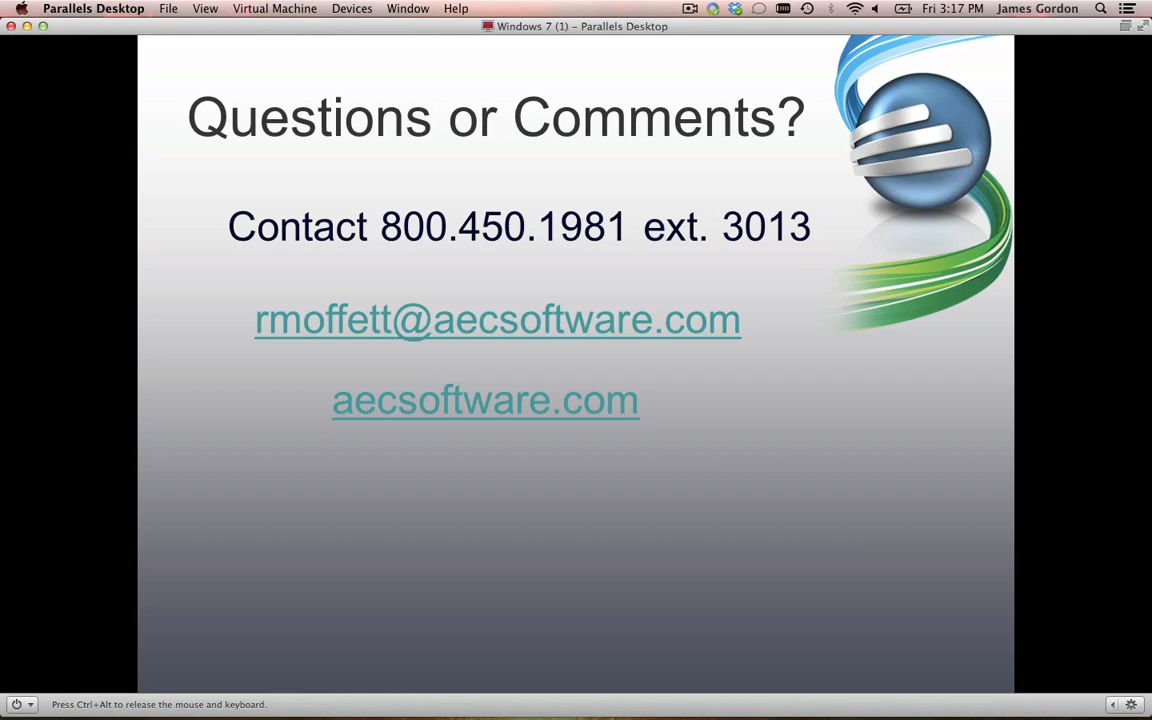 Parallels Desktop File View Virtual Machine Devices Window Help Fri 3:17 PM James Gordon
Windows 7 (1) – Parallels Desktop
Questions or Comments?
Contact 800.450.1981 ext. 3013
rmoffett@aecsoftware.com
aecsoftware.com
Press Ctrl+Alt to release the mouse and keyboard.